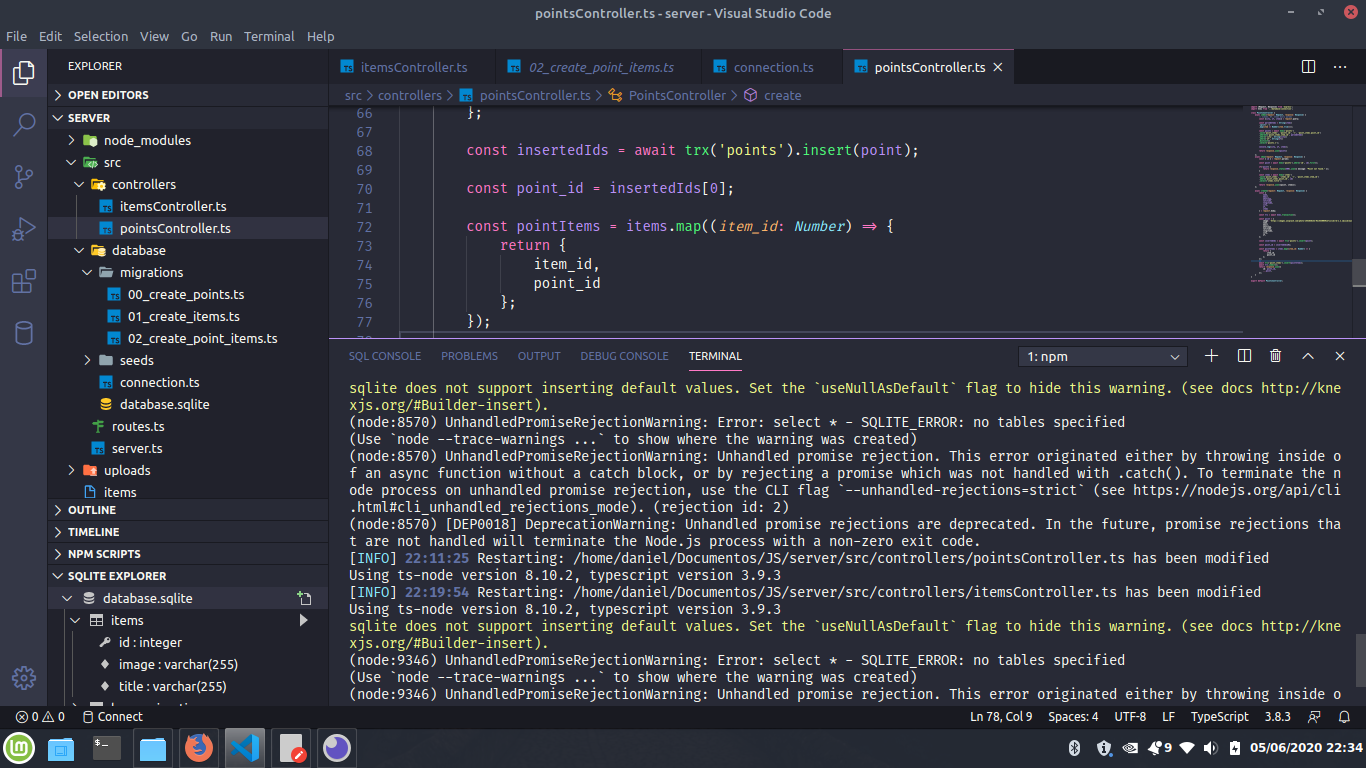 pointsController.ts - server - Visual Studio Code
File Edit Selection View Go Run Terminal Help
EXPLORER
OPEN EDITORS
SERVER
node_modules
src
controllers
itemsController.ts
pointsController.ts
database
migrations
00_create_points.ts
01_create_items.ts
02_create_point_items.ts
seeds
connection.ts
database.sqlite
routes.ts
server.ts
uploads
items
OUTLINE
TIMELINE
NPM SCRIPTS
SQLITE EXPLORER
database.sqlite
items
id : integer
image : varchar(255)
title : varchar(255)
itemsController.ts 02_create_point_items.ts connection.ts pointsController.ts
src > controllers > pointsController.ts > PointsController > create
66 };
67
68 const insertedIds = await trx('points').insert(point);
69
70 const point_id = insertedIds[0];
71
72 const pointItems = items.map((item_id: Number) => {
73 return {
74 item_id,
75 point_id
76 };
77 });
SQL CONSOLE PROBLEMS OUTPUT DEBUG CONSOLE TERMINAL 1: npm
sqlite does not support inserting default values. Set the `useNullAsDefault` flag to hide this warning. (see docs http://kne
xjs.org/#Builder-insert).
(node:8570) UnhandledPromiseRejectionWarning: Error: select * - SQLITE_ERROR: no tables specified
(Use `node --trace-warnings ...` to show where the warning was created)
(node:8570) UnhandledPromiseRejectionWarning: Unhandled promise rejection. This error originated either by throwing inside o
f an async function without a catch block, or by rejecting a promise which was not handled with .catch(). To terminate the n
ode process on unhandled promise rejection, use the CLI flag `--unhandled-rejections=strict` (see https://nodejs.org/api/cli
.html#cli_unhandled_rejections_mode). (rejection id: 2)
(node:8570) [DEP0018] DeprecationWarning: Unhandled promise rejections are deprecated. In the future, promise rejections tha
t are not handled will terminate the Node.js process with a non-zero exit code.
[INFO] 22:11:25 Restarting: /home/daniel/Documentos/JS/server/src/controllers/pointsController.ts has been modified
Using ts-node version 8.10.2, typescript version 3.9.3
[INFO] 22:19:54 Restarting: /home/daniel/Documentos/JS/server/src/controllers/itemsController.ts has been modified
Using ts-node version 8.10.2, typescript version 3.9.3
sqlite does not support inserting default values. Set the `useNullAsDefault` flag to hide this warning. (see docs http://kne
xjs.org/#Builder-insert).
(node:9346) UnhandledPromiseRejectionWarning: Error: select * - SQLITE_ERROR: no tables specified
(Use `node --trace-warnings ...` to show where the warning was created)
(node:9346) UnhandledPromiseRejectionWarning: Unhandled promise rejection. This error originated either by throwing inside o
0 0 Connect Ln 78, Col 9 Spaces: 4 UTF-8 LF TypeScript 3.8.3
9 05/06/2020 22:34